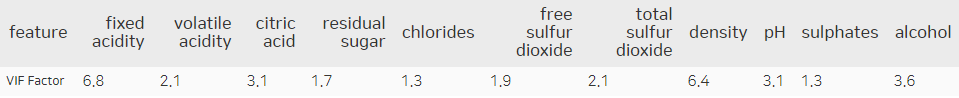 feature fixed acidity volatile acidity citric acid residual sugar chlorides free sulfur dioxide total sulfur dioxide density pH sulphates alcohol
VIF Factor 6.8 2.1 3.1 1.7 1.3 1.9 2.1 6.4 3.1 1.3 3.6